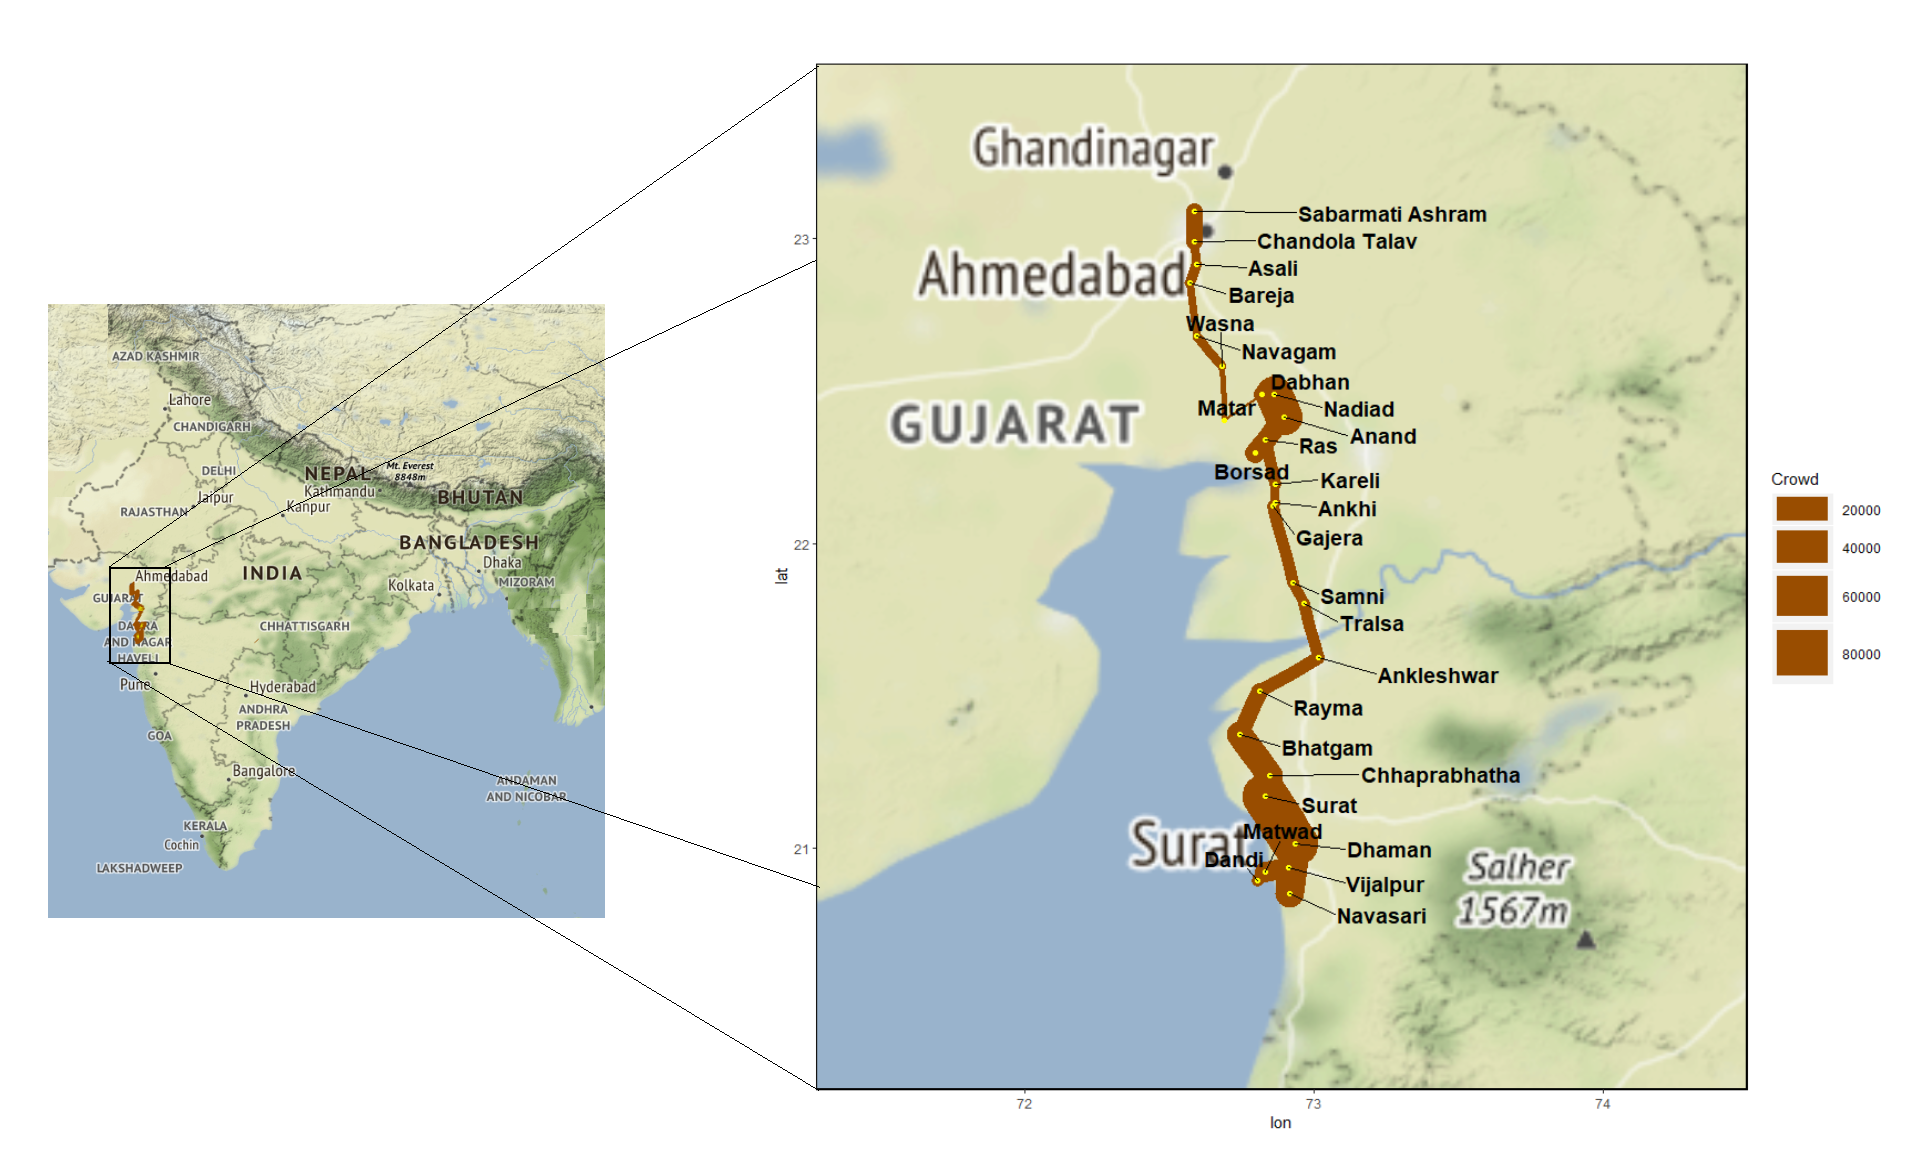 AZAD KASHMIR
Lahore
CHANDIGARH
DELHI
NEPAL
Mt. Everest
8848m
Jaipur
Kathmandu
BHUTAN
RAJASTHAN
Kanpur
BANGLADESH
Dhaka
Ahmedabad
INDIA
Kolkata
MIZORAM
GUJARAT
DADRA
AND NAGAR
HAVELI
CHHATTISGARH
Pune
Hyderabad
ANDHRA
PRADESH
GOA
Bangalore
ANDAMAN
AND NICOBAR
KERALA
Cochin
LAKSHADWEEP
lat
23
22
21
Ghandinagar
Sabarmati Ashram
Chandola Talav
Ahmedabad
Asali
Bareja
Wasna
Navagam
Dabhan
Matar
Nadiad
GUJARAT
Anand
Ras
Borsad
Kareli
Ankhi
Gajera
Samni
Tralsa
Ankleshwar
Rayma
Bhatgam
Chhaprabhatha
Surat
Matwad
Surat
Dhaman
Dandi
Vijalpur
Navasari
Salher
1567m
72
73
74
lon
Crowd
20000
40000
60000
80000